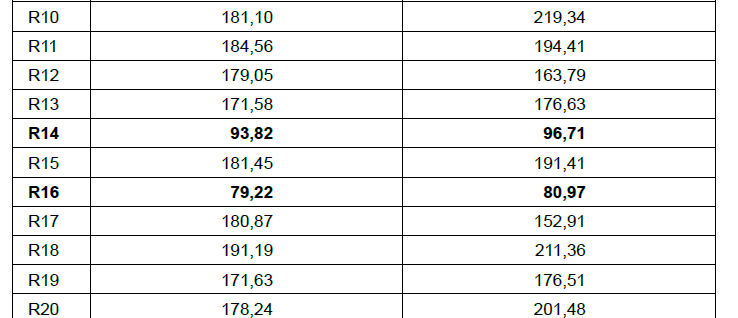 R10 181,10 219,34
R11 184,56 194,41
R12 179,05 163,79
R13 171,58 176,63
R14 93,82 96,71
R15 181,45 191,41
R16 79,22 80,97
R17 180,87 152,91
R18 191,19 211,36
R19 171,63 176,51
R20 178,24 201,48